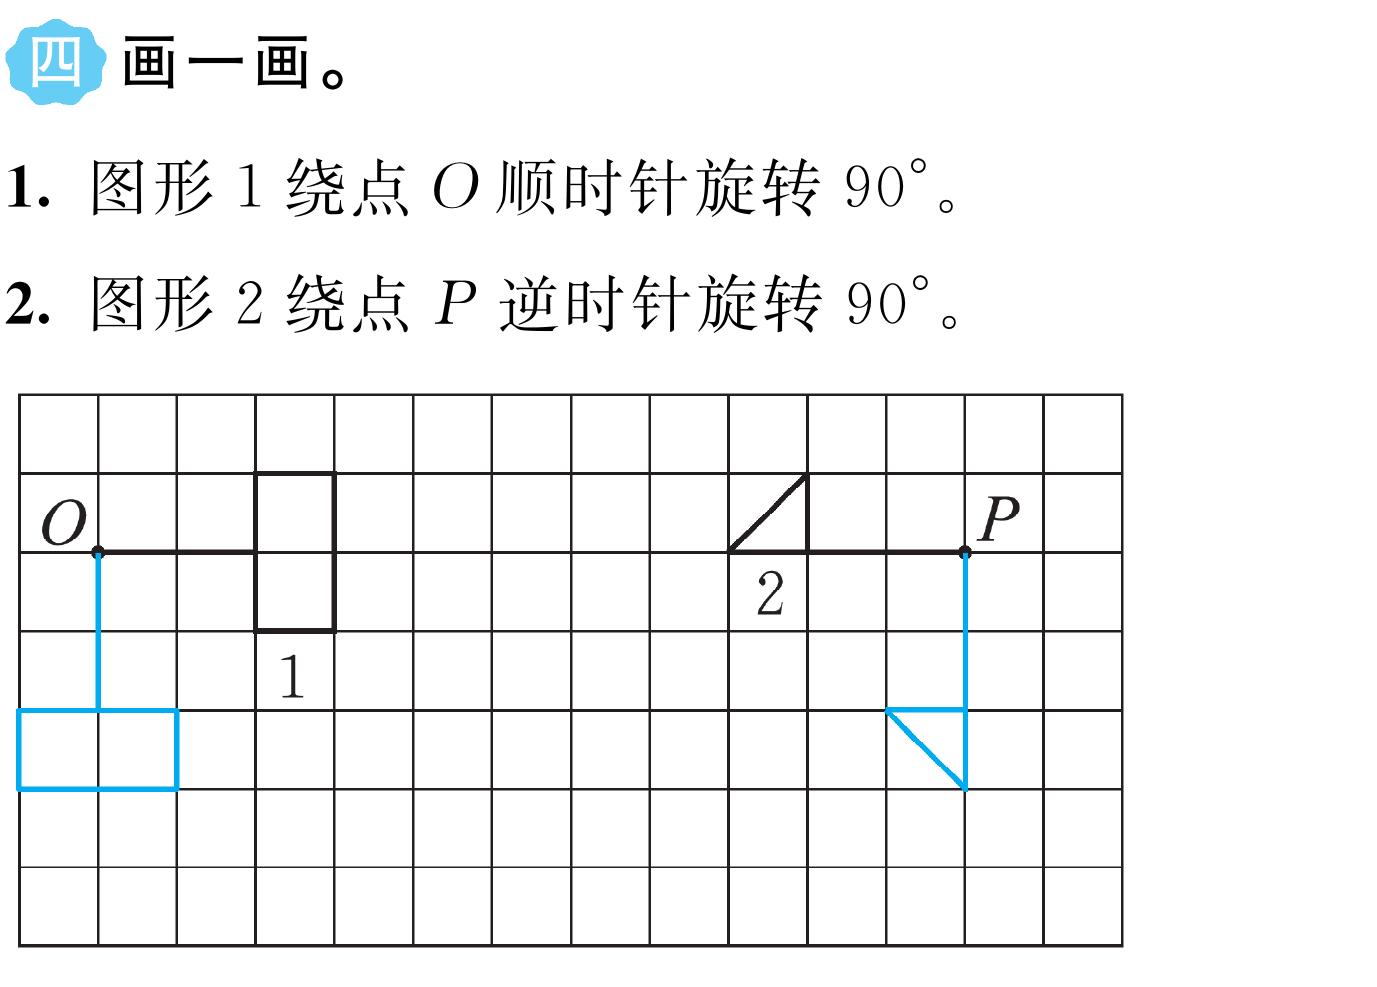 四 画一画。
1. 图形 1 绕点 O 顺时针旋转 90°。
2. 图形 2 绕点 P 逆时针旋转 90°。
O P
2
1